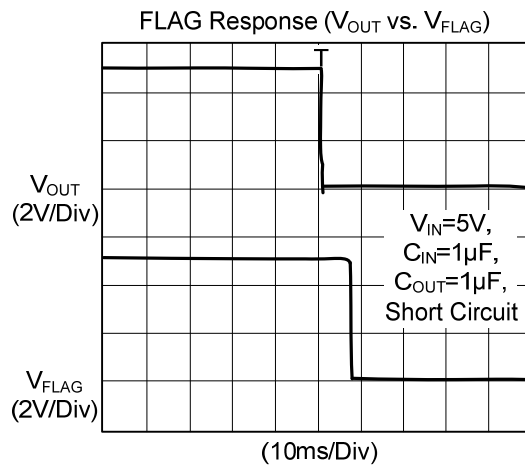 FLAG Response (VOUT vs. VFLAG)
T
VOUT
(2V/Div)
VIN=5V,
CIN=1µF,
COUT=1µF,
Short Circuit
VFLAG
(2V/Div)
(10ms/Div)